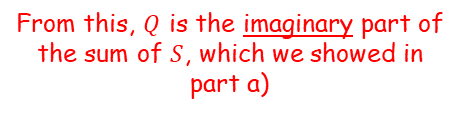 From this, Q is the imaginary part of
the sum of S, which we showed in
part a)